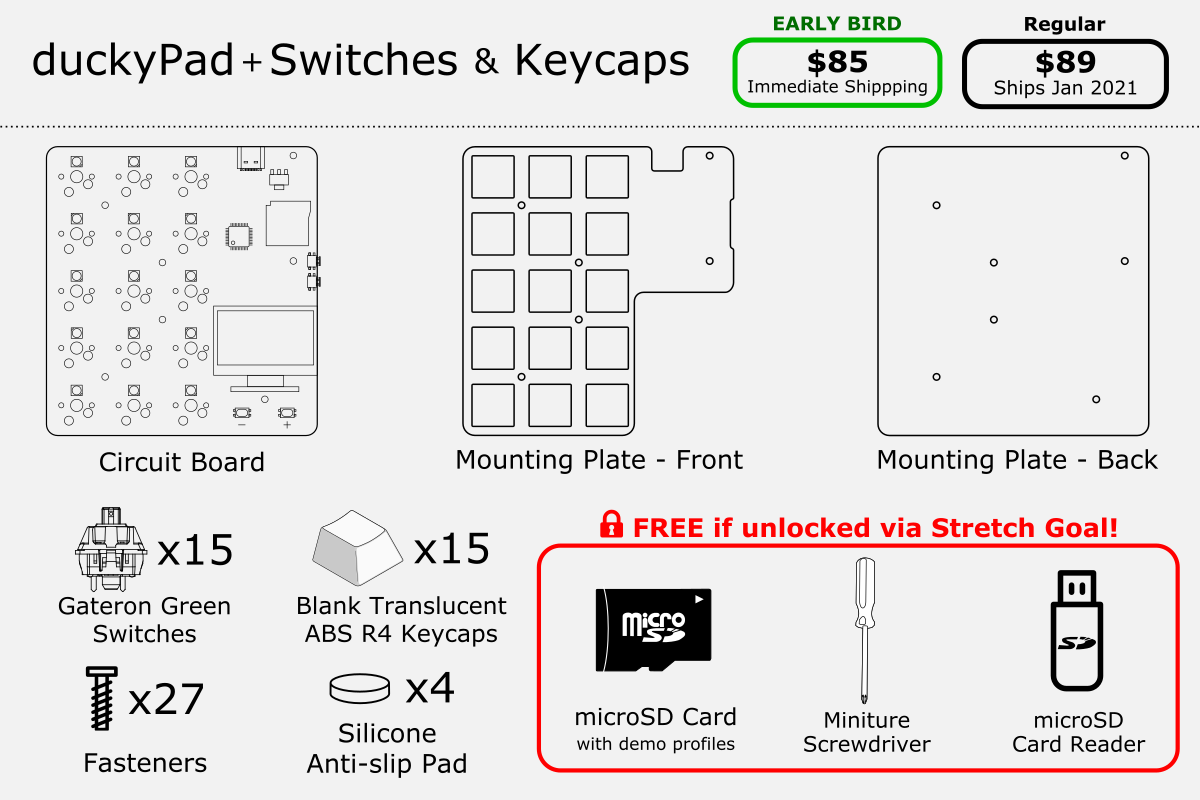 duckyPad + Switches & Keycaps
EARLY BIRD
$85
Immediate Shippping
Regular
$89
Ships Jan 2021
− +
Circuit Board
Mounting Plate - Front
Mounting Plate - Back
x15
Gateron Green
Switches
x15
Blank Translucent
ABS R4 Keycaps
x27
Fasteners
x4
Silicone
Anti-slip Pad
FREE if unlocked via Stretch Goal!
Micro
SD
microSD Card
with demo profiles
Miniture
Screwdriver
SD
microSD
Card Reader